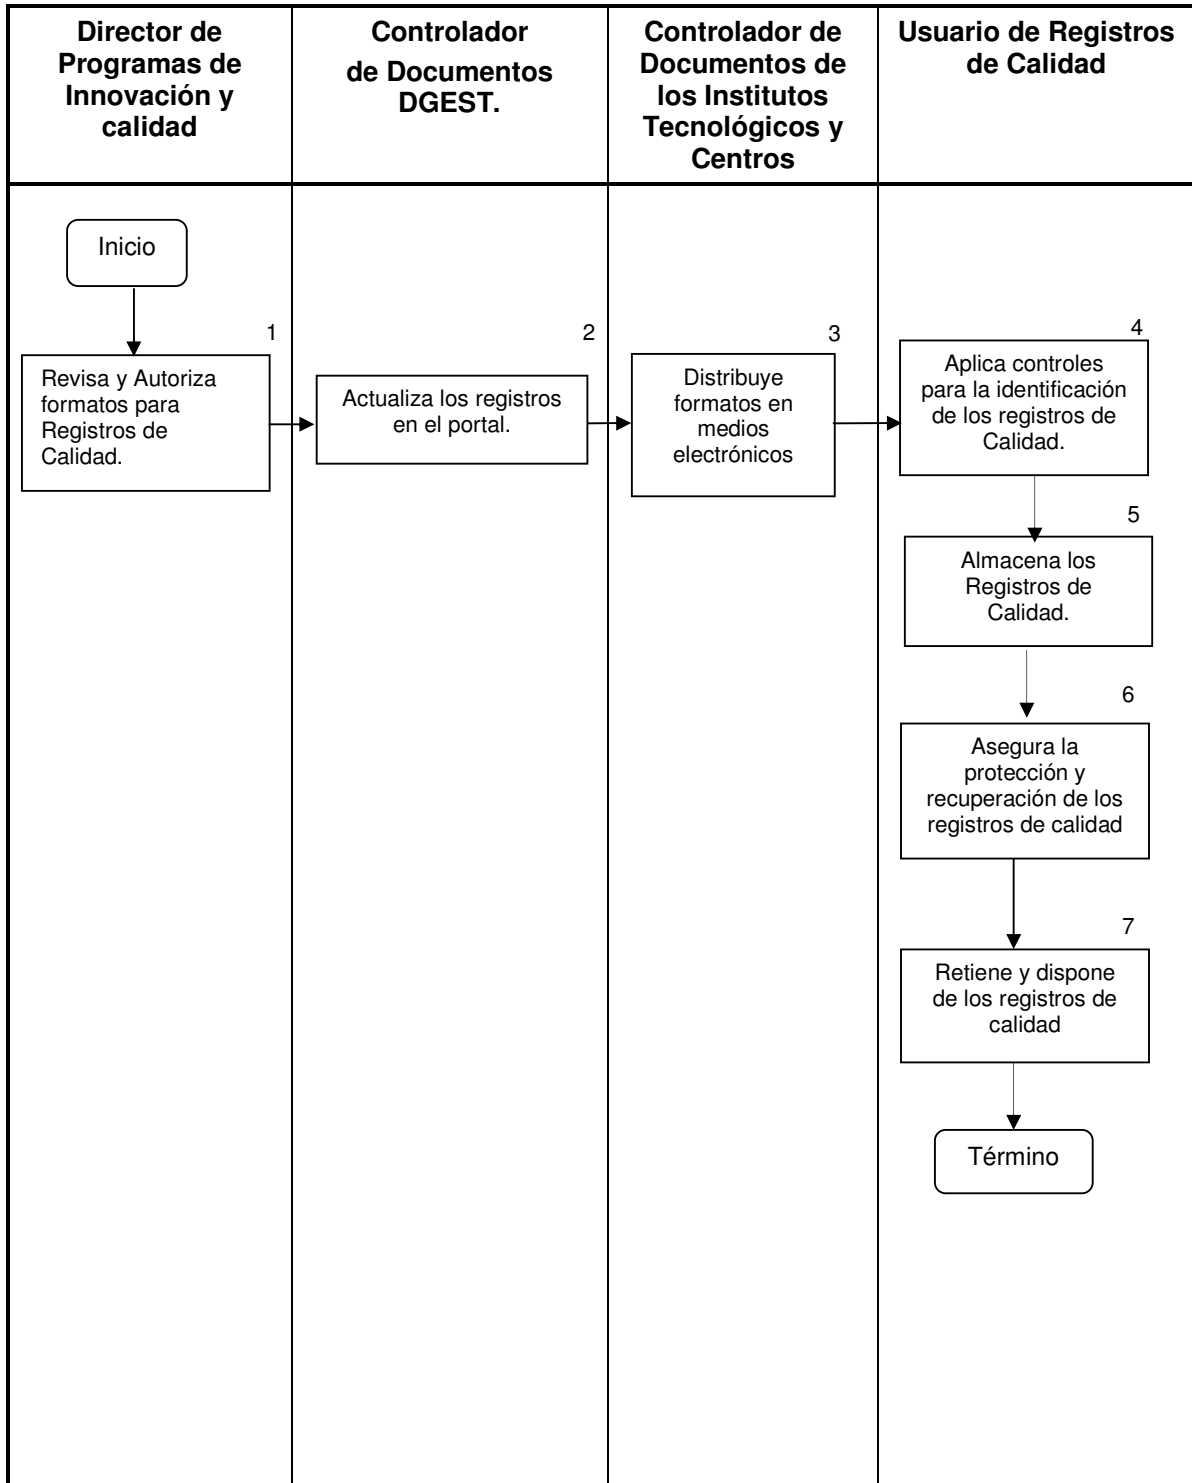 Director de
Programas de
Innovación y
calidad
Controlador
de Documentos
DGEST.
Controlador de
Documentos de
los Institutos
Tecnológicos y
Centros
Usuario de Registros
de Calidad
Inicio
1
Revisa y Autoriza
formatos para
Registros de
Calidad.
2
Actualiza los registros
en el portal.
3
Distribuye
formatos en
medios
electrónicos
4
Aplica controles
para la identificación
de los registros de
Calidad.
5
Almacena los
Registros de
Calidad.
6
Asegura la
protección y
recuperación de los
registros de calidad
7
Retiene y dispone
de los registros de
calidad
Término